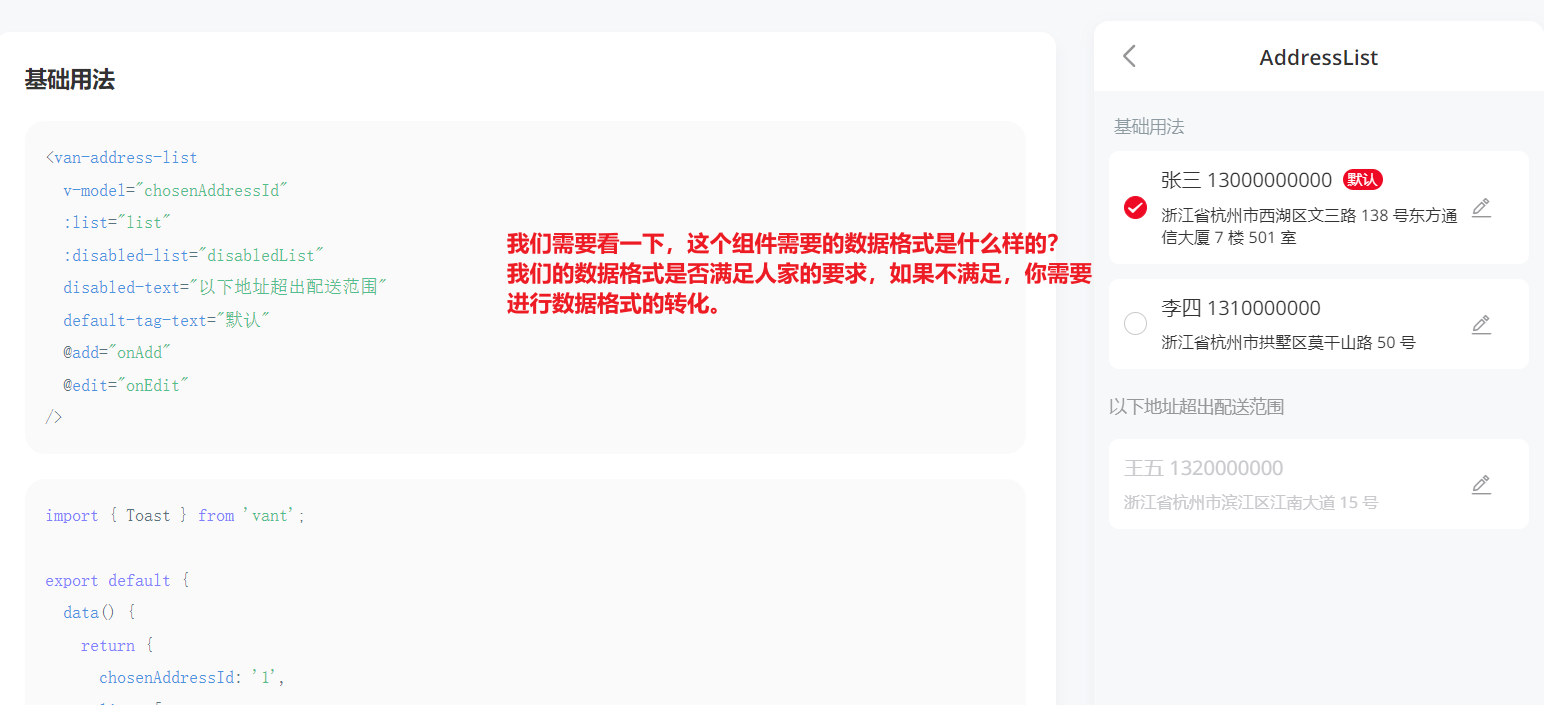 基础用法
<van-address-list
v-model="chosenAddressId"
:list="list"
:disabled-list="disabledList"
disabled-text="以下地址超出配送范围"
default-tag-text="默认"
@add="onAdd"
@edit="onEdit"
/>
我们需要看一下，这个组件需要的数据格式是什么样的？
我们的数据格式是否满足人家的要求，如果不满足，你需要
进行数据格式的转化。
import { Toast } from 'vant';
export default {
data() {
return {
chosenAddressId: '1',
AddressList
基础用法
张三 13000000000 默认
浙江省杭州市西湖区文三路 138 号东方通
信大厦 7 楼 501 室
李四 1310000000
浙江省杭州市拱墅区莫干山路 50 号
以下地址超出配送范围
王五 1320000000
浙江省杭州市滨江区江南大道 15 号